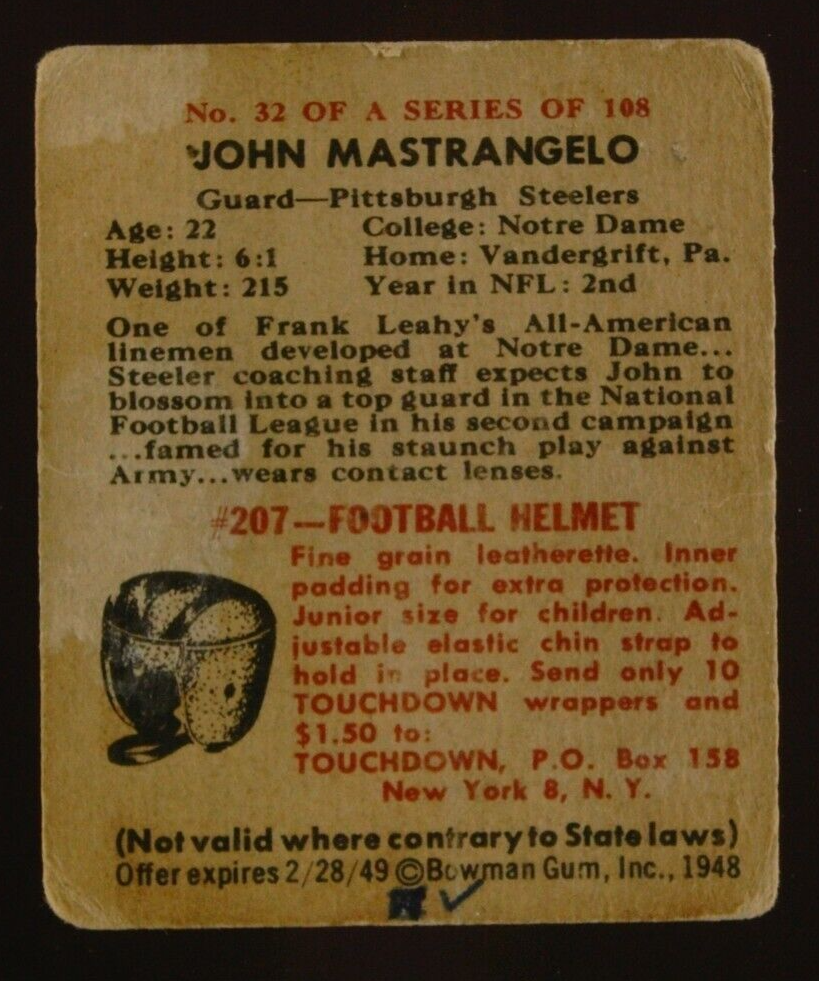 No. 32 OF A SERIES OF 108
JOHN MASTRANGELO
Guard—Pittsburgh Steelers
Age: 22 College: Notre Dame
Height: 6:1 Home: Vandergrift, Pa.
Weight: 215 Year in NFL: 2nd
One of Frank Leahy's All-American
linemen developed at Notre Dame...
Steeler coaching staff expects John to
blossom into a top guard in the National
Football League in his second campaign
...famed for his staunch play against
Army...wears contact lenses.
#207—FOOTBALL HELMET
Fine grain leatherette. Inner
padding for extra protection.
Junior size for children. Ad-
justable elastic chin strap to
hold in place. Send only 10
TOUCHDOWN wrappers and
$1.50 to:
TOUCHDOWN, P.O. Box 158
New York 8, N. Y.
(Not valid where contrary to State laws)
Offer expires 2/28/49 ©Bowman Gum, Inc., 1948